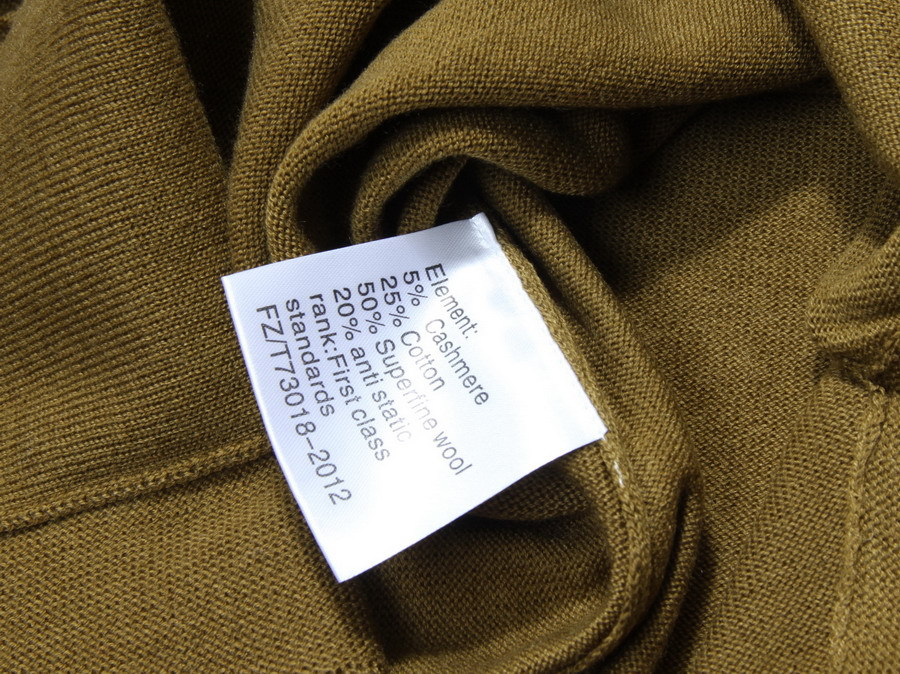 Element:
5% Cashmere
25% Cotton
50% Superfine wool
20% anti static
rank:First class
standards
FZ/T73018-2012